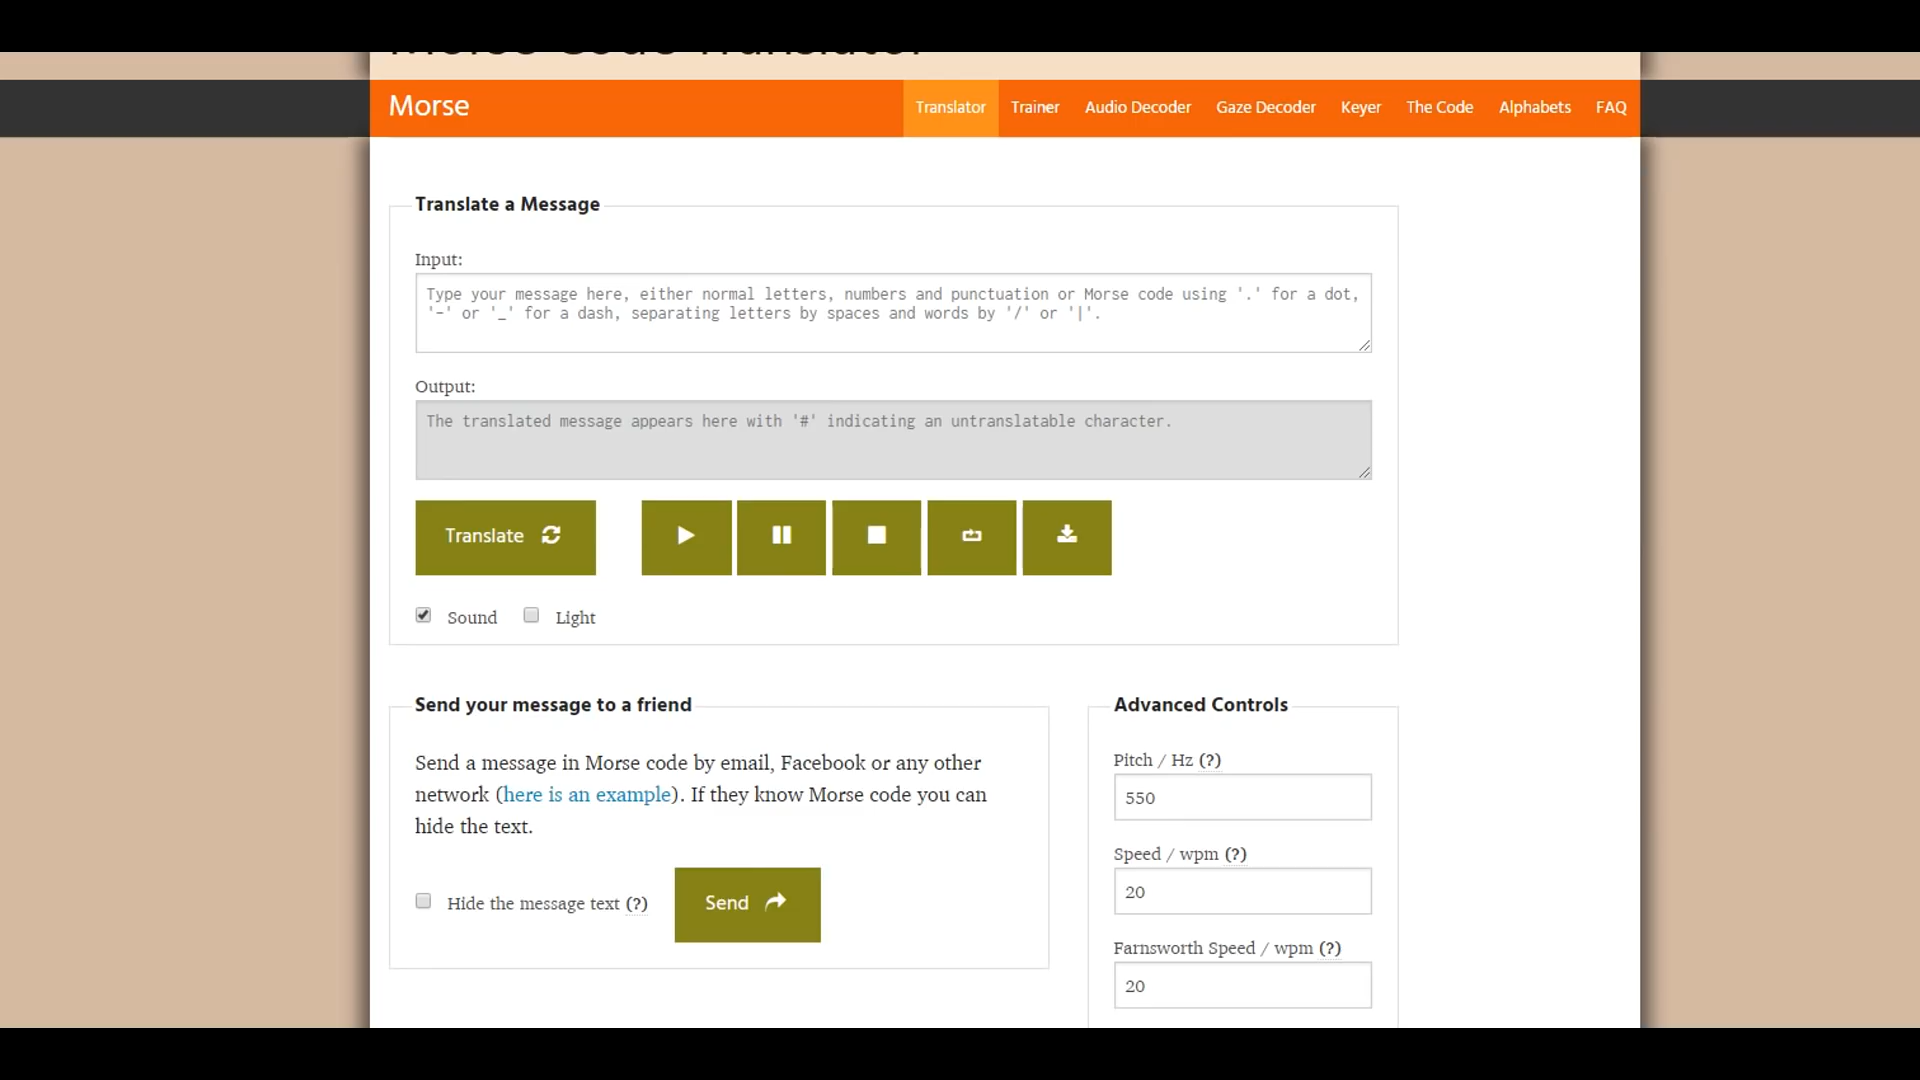 Morse Code Translator
Morse
Translator Trainer Audio Decoder Gaze Decoder Keyer The Code Alphabets FAQ
Translate a Message
Input:
Type your message here, either normal letters, numbers and punctuation or Morse code using '.' for a dot,
'-' or '_' for a dash, separating letters by spaces and words by '/' or '|'.
Output:
The translated message appears here with '#' indicating an untranslatable character.
Translate
Sound Light
Send your message to a friend
Send a message in Morse code by email, Facebook or any other
network (here is an example). If they know Morse code you can
hide the text.
Hide the message text (?)
Send
Advanced Controls
Pitch / Hz (?)
550
Speed / wpm (?)
20
Farnsworth Speed / wpm (?)
20